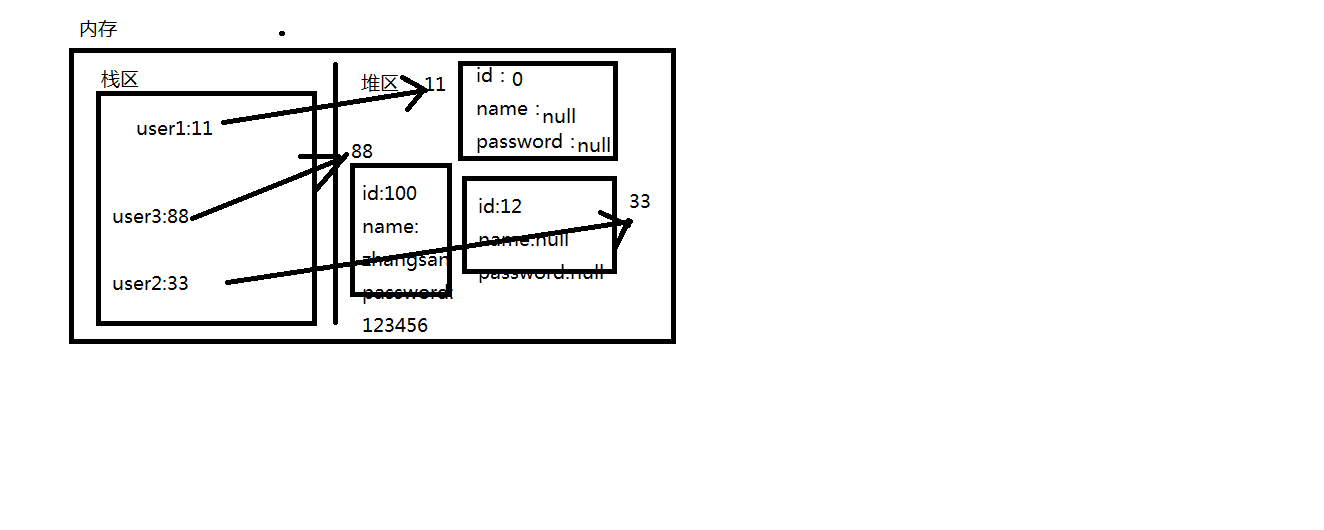 内存
栈区
user1:11
user3:88
user2:33
堆区
11
id：0
name：null
password：null
88
id:100
name:
zhangsan
password:
123456
id:12
name:null
password:null
33